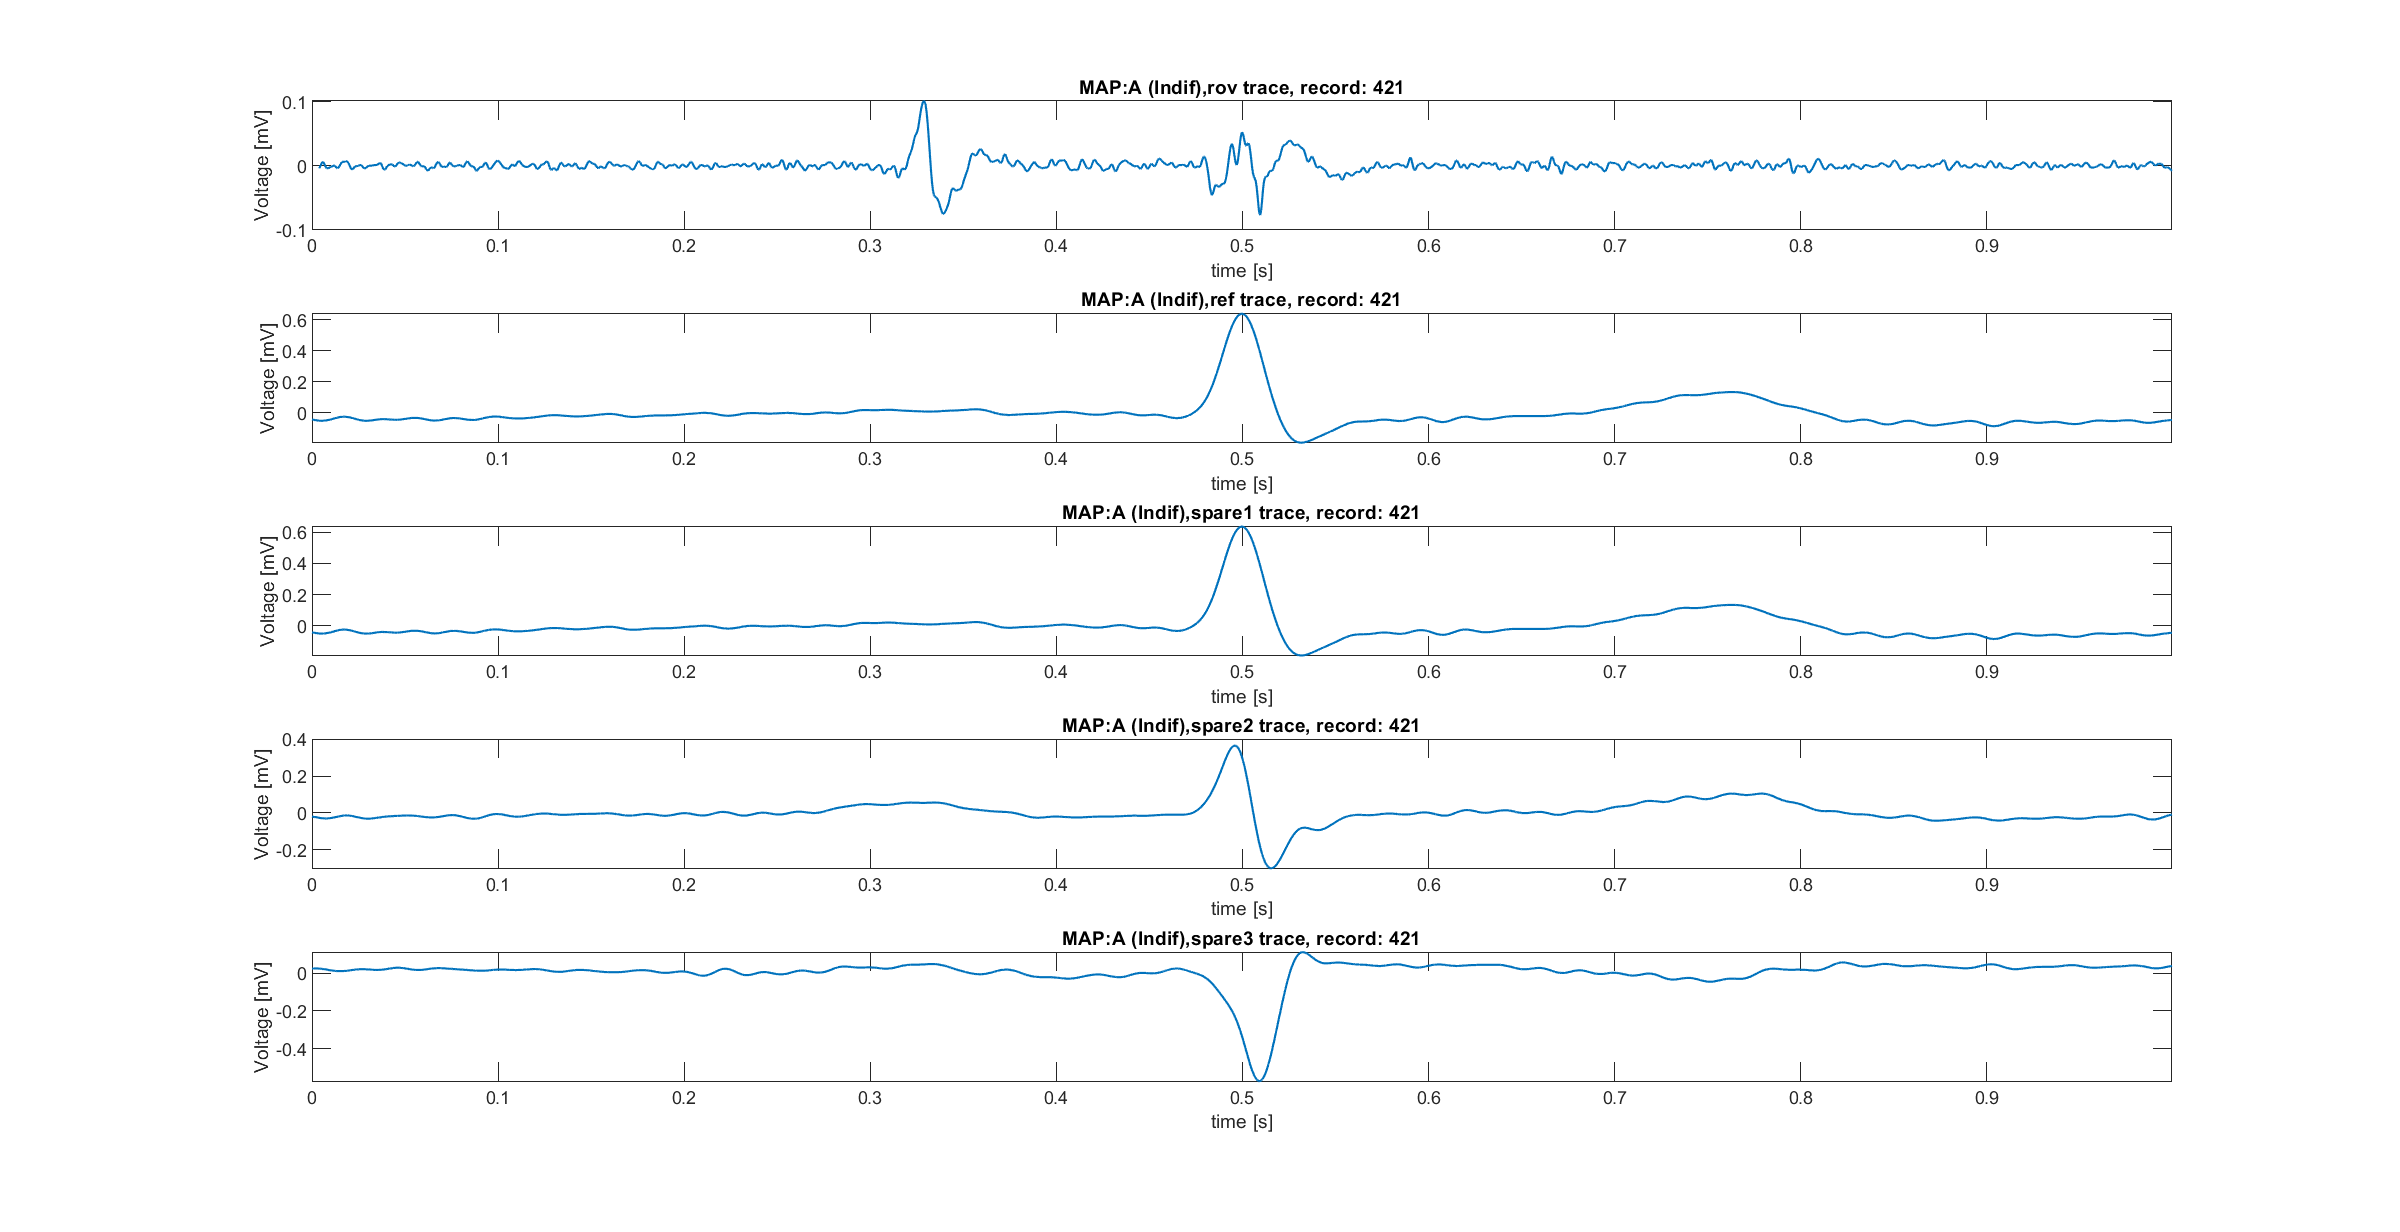 MAP:A (Indif),rov trace, record: 421
Voltage [mV]
0.1
0
-0.1
0 0.1 0.2 0.3 0.4 0.5 0.6 0.7 0.8 0.9
time [s]
MAP:A (Indif),ref trace, record: 421
Voltage [mV]
0.6
0.4
0.2
0
0 0.1 0.2 0.3 0.4 0.5 0.6 0.7 0.8 0.9
time [s]
MAP:A (Indif),spare1 trace, record: 421
Voltage [mV]
0.6
0.4
0.2
0
0 0.1 0.2 0.3 0.4 0.5 0.6 0.7 0.8 0.9
time [s]
MAP:A (Indif),spare2 trace, record: 421
Voltage [mV]
0.4
0.2
0
-0.2
0 0.1 0.2 0.3 0.4 0.5 0.6 0.7 0.8 0.9
time [s]
MAP:A (Indif),spare3 trace, record: 421
Voltage [mV]
0
-0.2
-0.4
0 0.1 0.2 0.3 0.4 0.5 0.6 0.7 0.8 0.9
time [s]